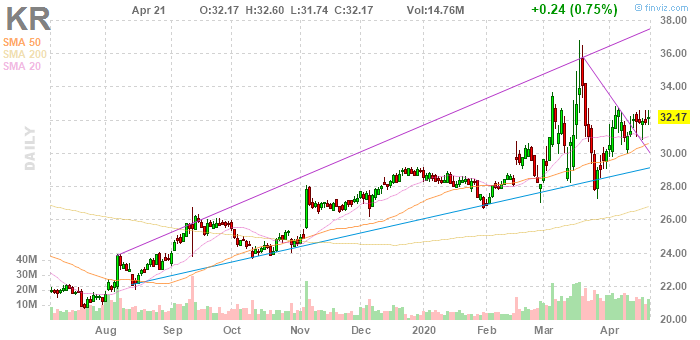 KR
Apr 21 O:32.17 H:32.60 L:31.74 C:32.17 Vol:14.76M +0.24 (0.75%)
© finviz.com
SMA 50
SMA 200
SMA 20
DAILY
38.00
36.00
34.00
32.17
30.00
28.00
26.00
24.00
22.00
20.00
40M
30M
20M
10M
Aug Sep Oct Nov Dec 2020 Feb Mar Apr